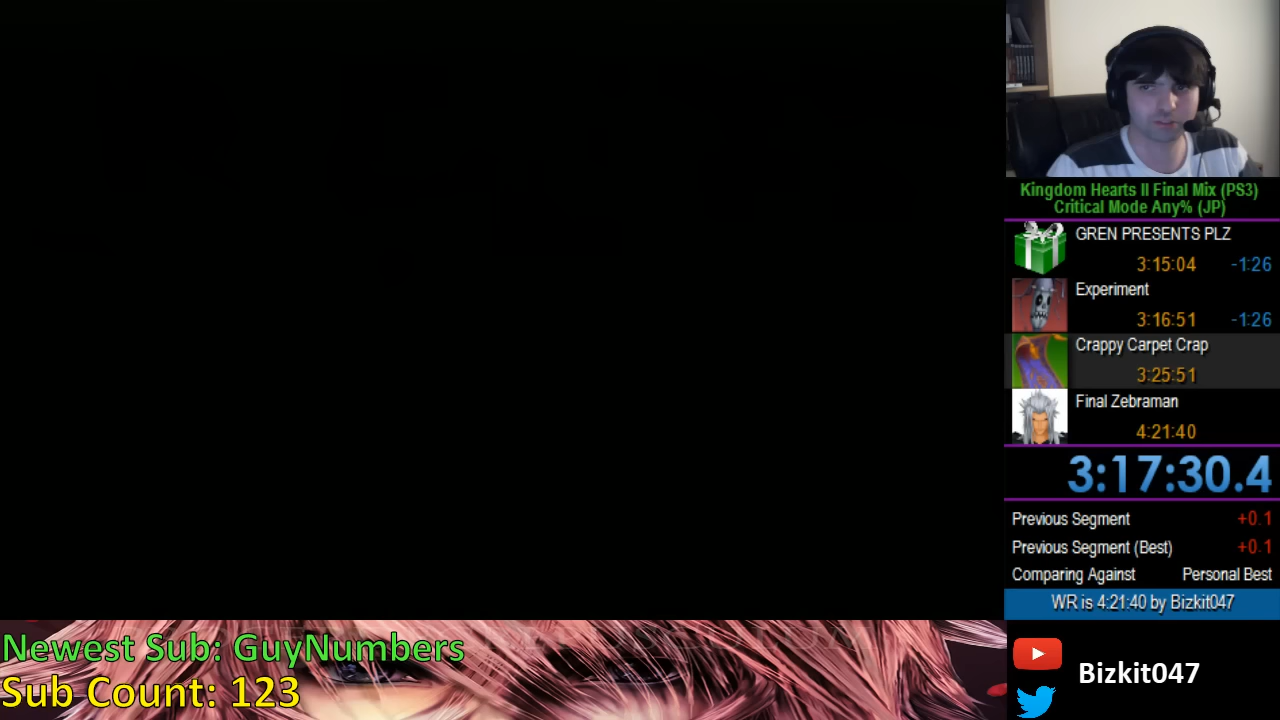 Kingdom Hearts II Final Mix (PS3)
Critical Mode Any% (JP)
GREN PRESENTS PLZ
3:15:04 -1:26
Experiment
3:16:51 -1:26
Crappy Carpet Crap
3:25:51
Final Zebraman
4:21:40
3:17:30.4
Previous Segment +0.1
Previous Segment (Best) +0.1
Comparing Against Personal Best
WR is 4:21:40 by Bizkit047
Newest Sub: GuyNumbers
Sub Count: 123
Bizkit047